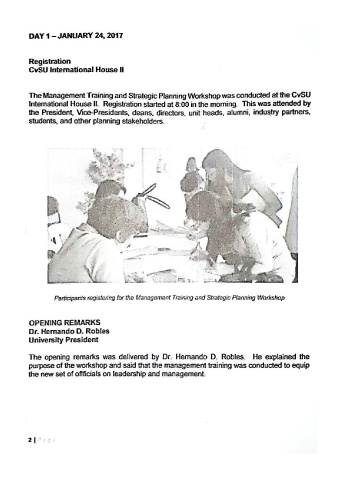 DAY 1 – JANUARY 24, 2017
Registration
CvSU International House II
The Management Training and Strategic Planning Workshop was conducted at the CvSU
International House II. Registration started at 8:00 in the morning. This was attended by
the President, Vice-Presidents, deans, directors, unit heads, alumni, industry partners,
students, and other planning stakeholders.
Participants registering for the Management Training and Strategic Planning Workshop
OPENING REMARKS
Dr. Hernando D. Robles
University President
The opening remarks was delivered by Dr. Hernando D. Robles. He explained the
purpose of the workshop and said that the management training was conducted to equip
the new set of officials on leadership and management.
2 | Page